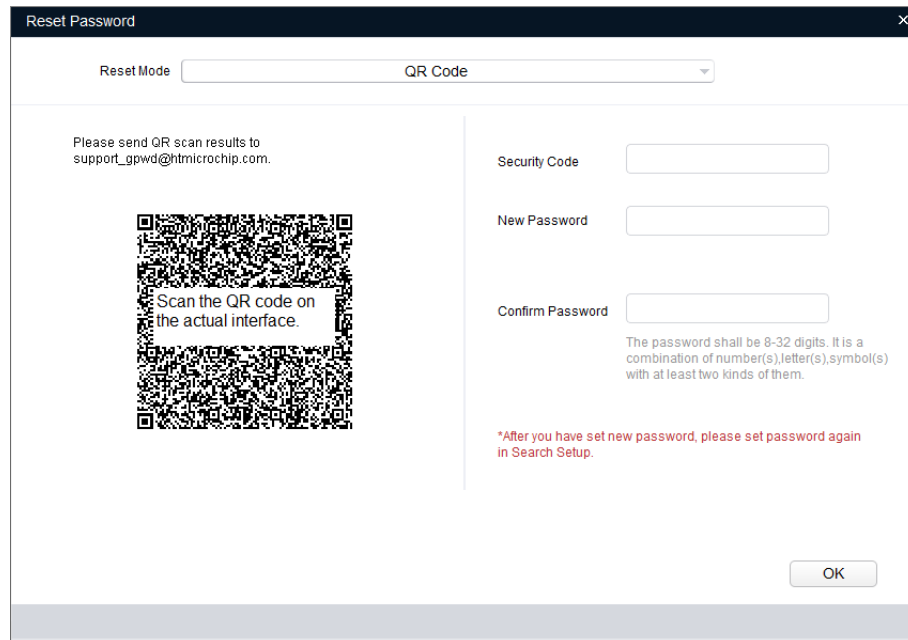 Reset Password
Reset Mode
QR Code
Please send QR scan results to
support_gpwd@htmicrochip.com.
Scan the QR code on
the actual interface.
Security Code
New Password
Confirm Password
The password shall be 8-32 digits. It is a
combination of number(s),letter(s),symbol(s)
with at least two kinds of them.
*After you have set new password, please set password again
in Search Setup.
OK